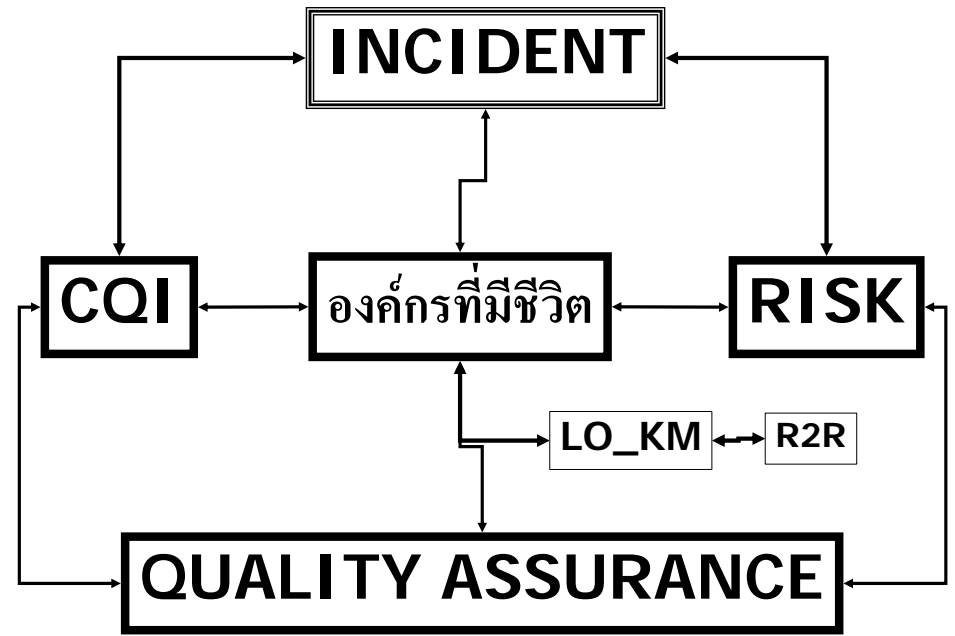 INCIDENT
CQI
องค์กรที่มีชีวิต
RISK
LO_KM
R2R
QUALITY ASSURANCE